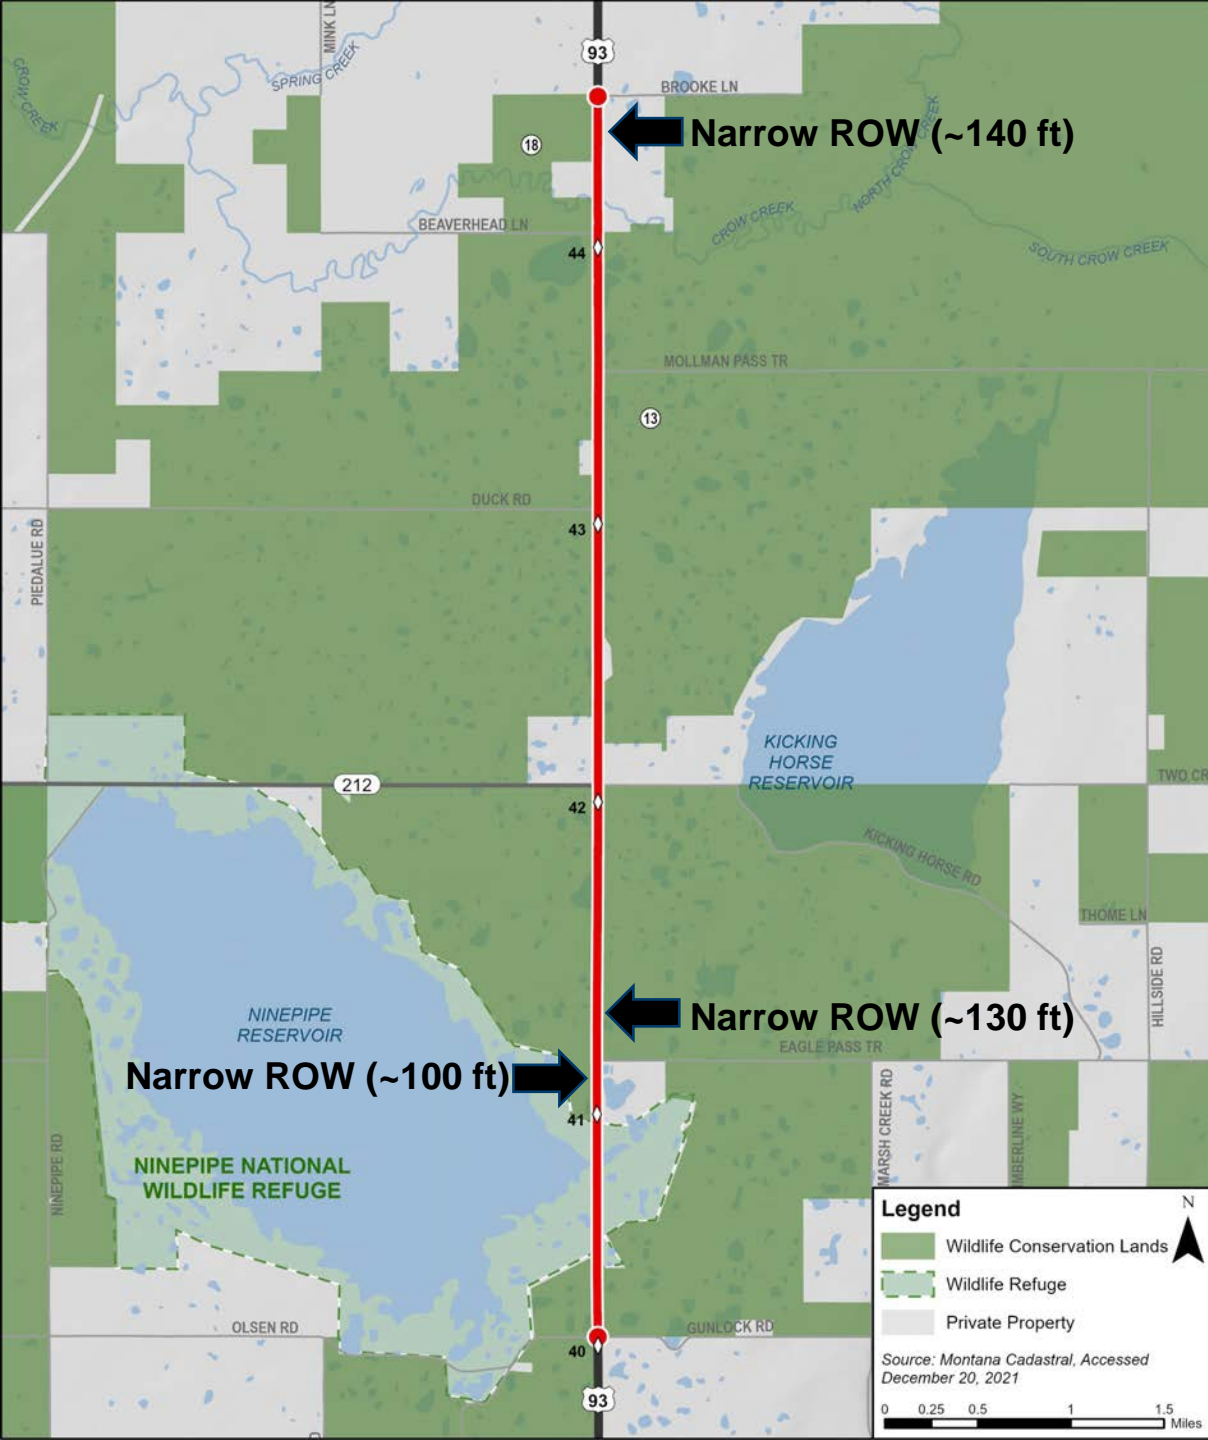 MINK LN
93
CROW CREEK
SPRING CREEK
BROOKE LN
Narrow ROW (~140 ft)
18
NORTH CROW CREEK
BEAVERHEAD LN
CROW CREEK
SOUTH CROW CREEK
44
MOLLMAN PASS TR
13
DUCK RD
43
PIEDALUE RD
KICKING
HORSE
RESERVOIR
212
TWO CR
42
KICKING HORSE RD
THOME LN
HILLSIDE RD
NINEPIPE
RESERVOIR
Narrow ROW (~130 ft)
EAGLE PASS TR
Narrow ROW (~100 ft)
41
MARSH CREEK RD
IMBERLINE WY
NINEPIPE RD
NINEPIPE NATIONAL
WILDLIFE REFUGE
OLSEN RD
GUNLOCK RD
40
93
Legend
N
Wildlife Conservation Lands
Wildlife Refuge
Private Property
Source: Montana Cadastral, Accessed
December 20, 2021
0 0.25 0.5 1 1.5
Miles